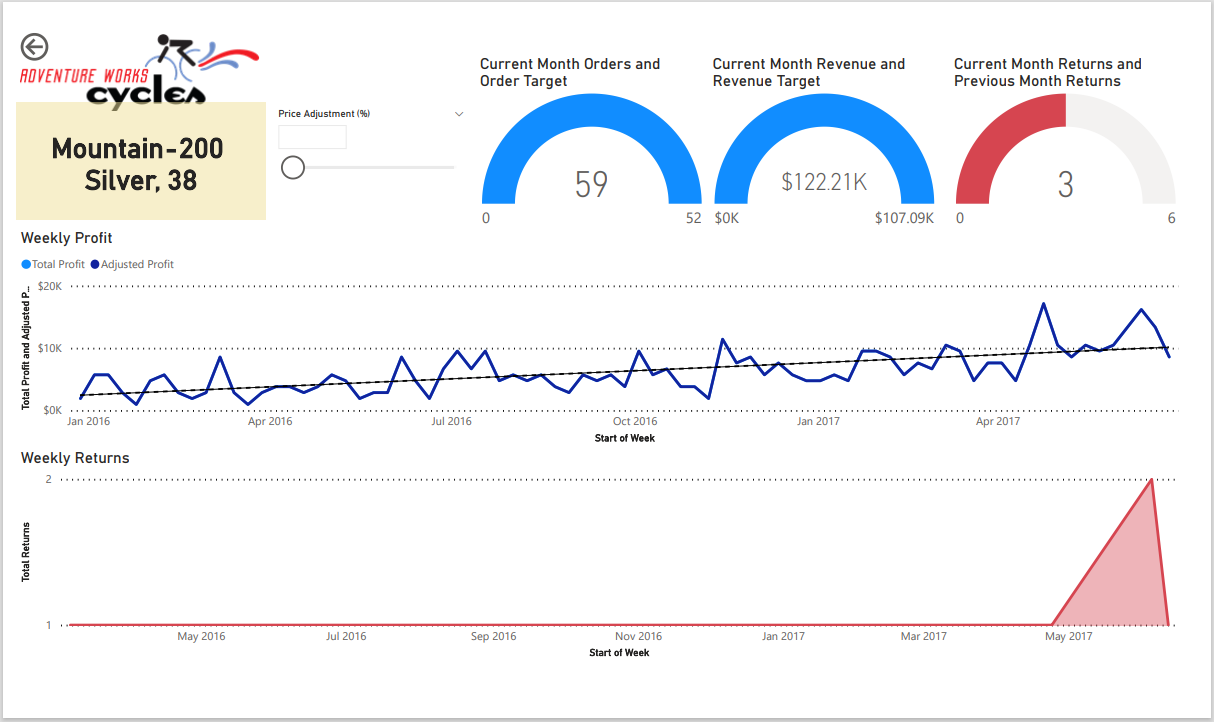 ADVENTURE WORKS
cycles
Mountain-200
Silver, 38
Price Adjustment (%)
Current Month Orders and
Order Target
59
0
52
Current Month Revenue and
Revenue Target
$122.21K
$0K
$107.09K
Current Month Returns and
Previous Month Returns
3
0
6
Weekly Profit
Total Profit
Adjusted Profit
Total Profit and Adjusted P...
$20K
$10K
$0K
Jan 2016
Apr 2016
Jul 2016
Oct 2016
Jan 2017
Apr 2017
Start of Week
Weekly Returns
Total Returns
2
1
May 2016
Jul 2016
Sep 2016
Nov 2016
Jan 2017
Mar 2017
May 2017
Start of Week